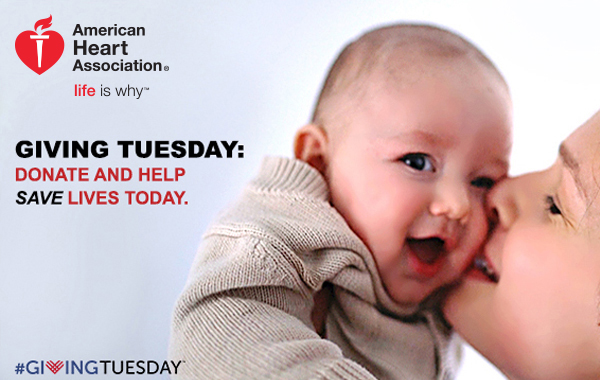 American
Heart
Association®
life is why™
GIVING TUESDAY:
DONATE AND HELP
SAVE LIVES TODAY.
#GIVINGTUESDAY™